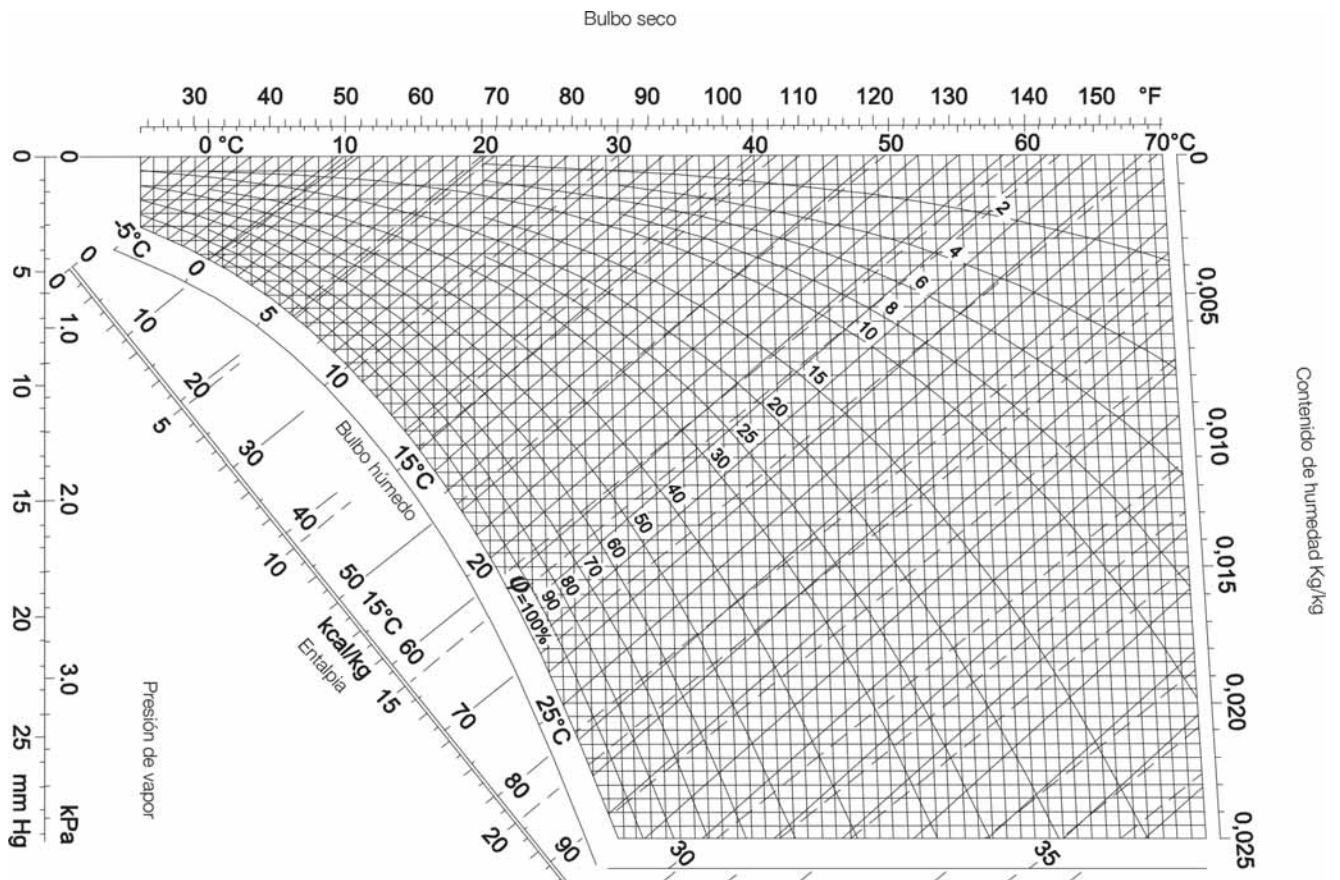 Bulbo seco
30 40 50 60 70 80 90 100 110 120 130 140 150 °F
0 °C 10 20 30 40 50 60 70°C
0 5 10 15 20 25 mm Hg
0 1.0 2.0 3.0 kPa
Presión de vapor
0 0,005 0,010 0,015 0,020 0,025
Contenido de humedad Kg/kg
-5°C 0 5 10 15°C 20 25°C 30 35
Bulbo húmedo
2 4 6 8 10 15 20 25 30 40 50 60 70 80 90
φ=100%
0 10 20 30 40 50 15°C 60 70 80 90
0 5 10 kcal/kg 15 20
Entalpia